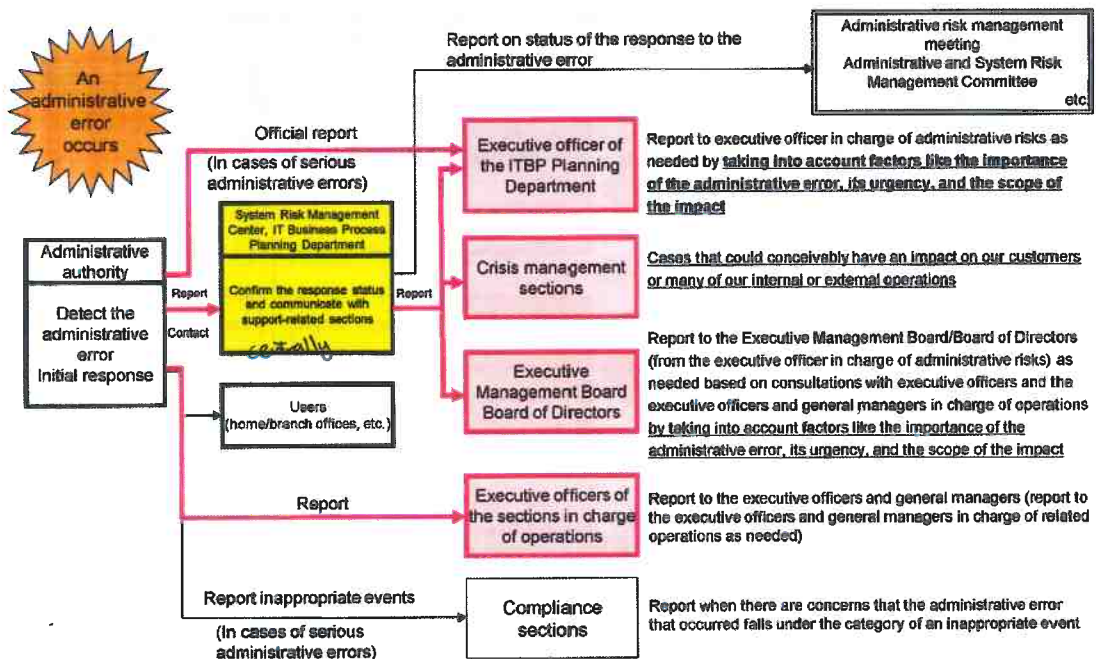 An
administrative
error
occurs
Report on status of the response to the
administrative error
Administrative risk management
meeting
Administrative and System Risk
Management Committee
etc.
Official report
(In cases of serious
administrative errors)
Executive officer of
the ITBP Planning
Department
Report to executive officer in charge of administrative risks as
needed by taking into account factors like the importance
of the administrative error, its urgency, and the scope of
the impact
Administrative
authority
Detect the
administrative
error
Initial response
Report
Contact
System Risk Management
Center, IT Business Process
Planning Department
Confirm the response status
and communicate with
support-related sections
centrally
Report
Crisis management
sections
Cases that could conceivably have an impact on our customers
or many of our internal or external operations
Executive
Management Board
Board of Directors
Report to the Executive Management Board/Board of Directors
(from the executive officer in charge of administrative risks) as
needed based on consultations with executive officers and the
executive officers and general managers in charge of operations
by taking into account factors like the importance of the
administrative error, its urgency, and the scope of the impact
Users
(home/branch offices, etc.)
Report
Executive officers of
the sections in charge
of operations
Report to the executive officers and general managers (report to
the executive officers and general managers in charge of related
operations as needed)
Report inappropriate events
(In cases of serious
administrative errors)
Compliance
sections
Report when there are concerns that the administrative error
that occurred falls under the category of an inappropriate event